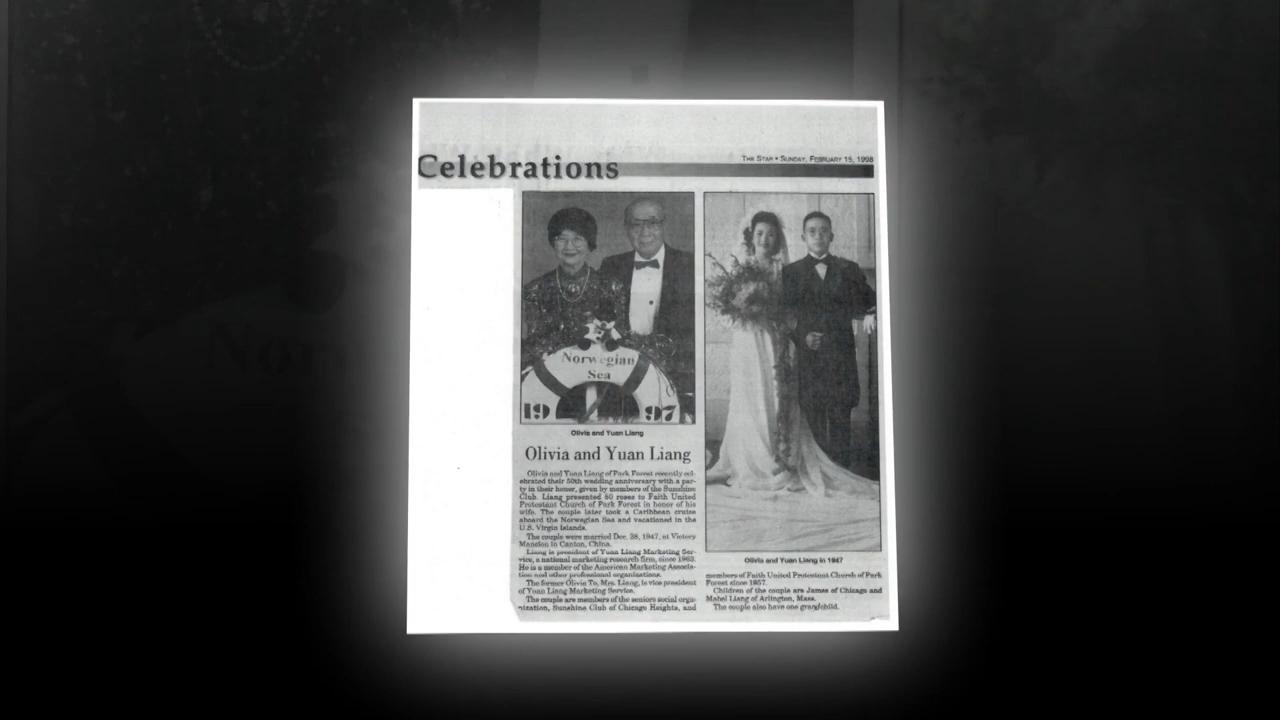 Celebrations
THE STAR • SUNDAY, FEBRUARY 15, 1998
Norwegian
Sea
19 97
Olivia and Yuan Liang
Olivia and Yuan Liang
Olivia and Yuan Liang of Park Forest recently cel-
ebrated their 50th wedding anniversary with a par-
ty in their honor, given by members of the Sunshine
Club. Liang presented 50 roses to Faith United
Protestant Church of Park Forest in honor of his
wife. The couple later took a Caribbean cruise
aboard the Norwegian Sea and vacationed in the
U.S. Virgin Islands.
The couple were married Dec. 28, 1947, at Victory
Mansion in Canton, China.
Liang is president of Yuan Liang Marketing Ser-
vice, a national marketing research firm, since 1963.
He is a member of the American Marketing Associa-
tion and other professional organizations.
The former Olivia To, Mrs. Liang, is vice president
of Yuan Liang Marketing Service.
The couple are members of the seniors social orga-
nization, Sunshine Club of Chicago Heights, and
Olivia and Yuan Liang in 1947
members of Faith United Protestant Church of Park
Forest since 1957.
Children of the couple are James of Chicago and
Mabel Liang of Arlington, Mass.
The couple also have one grandchild.